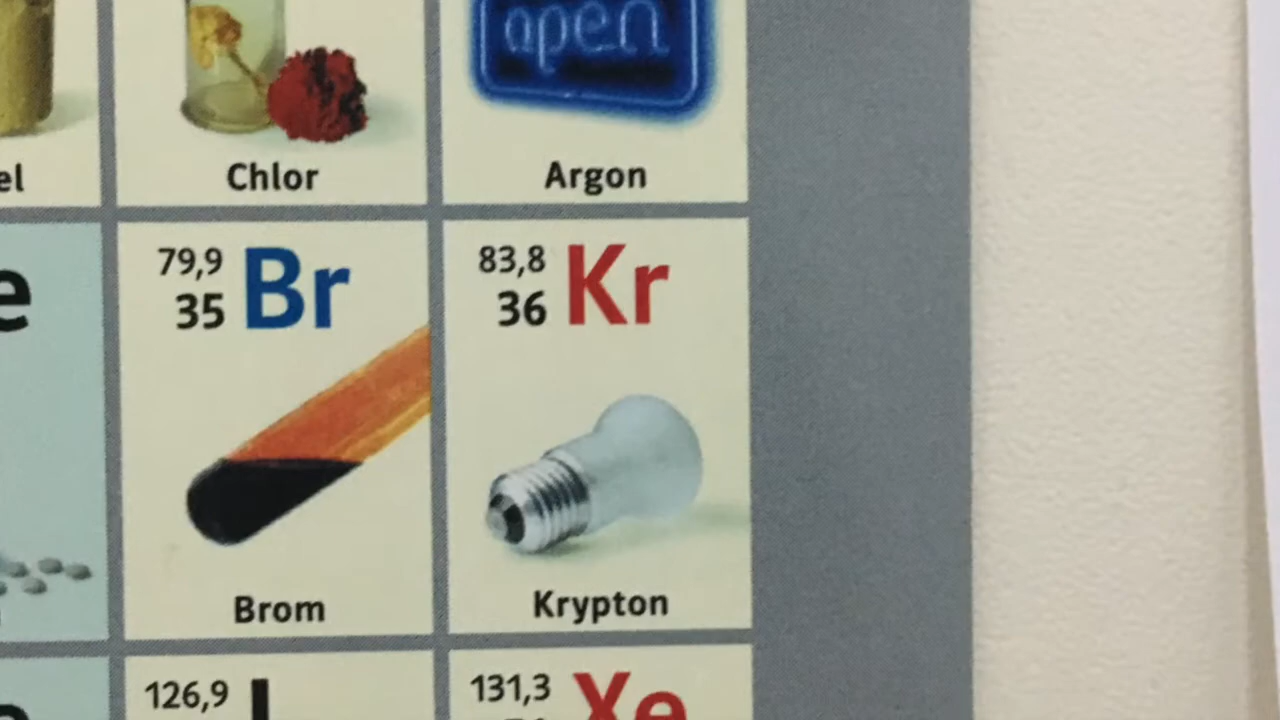 open
el
Chlor
Argon
e
79,9
35 Br
83,8
36 Kr
Brom
Krypton
126,9
I
131,3
Xe